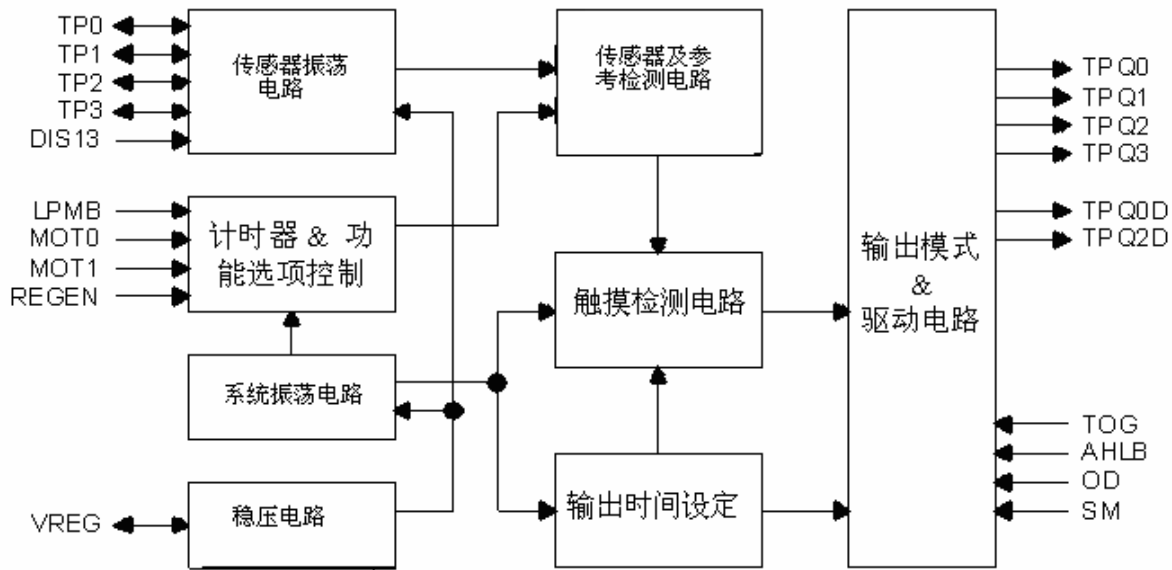 TP0
TP1
TP2
TP3
DIS13
传感器振荡
电路
传感器及参
考检测电路
LPMB
MOT0
MOT1
REGEN
计时器 & 功
能选项控制
触摸检测电路
系统振荡电路
VREG
稳压电路
输出时间设定
输出模式
&
驱动电路
TPQ0
TPQ1
TPQ2
TPQ3
TPQ0D
TPQ2D
TOG
AHLB
OD
SM